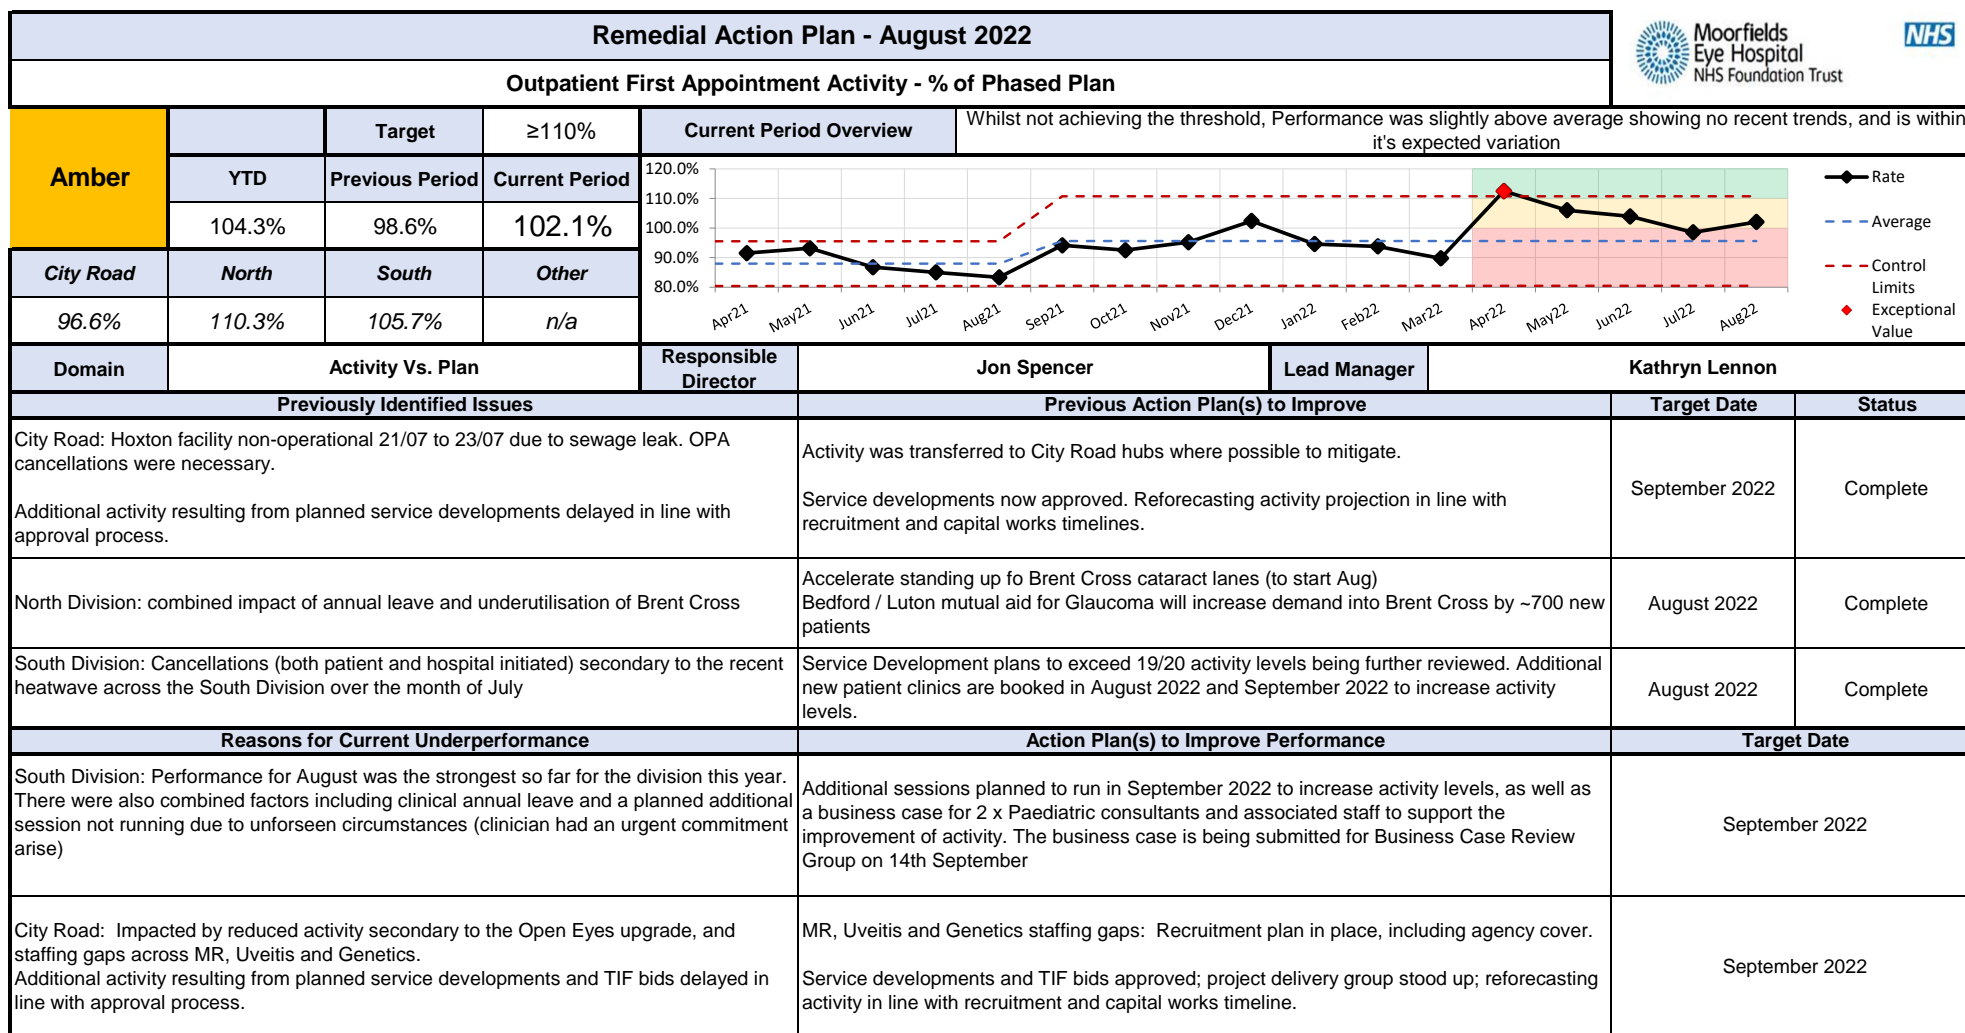 Remedial Action Plan - August 2022
Moorfields
Eye Hospital
NHS Foundation Trust
NHS
Outpatient First Appointment Activity - % of Phased Plan
Amber
Target
≥110%
Current Period Overview
Whilst not achieving the threshold, Performance was slightly above average showing no recent trends, and is within
it's expected variation
YTD
Previous Period
Current Period
104.3%
98.6%
102.1%
City Road
North
South
Other
96.6%
110.3%
105.7%
n/a
120.0%
110.0%
100.0%
90.0%
80.0%
Apr21
May21
Jun21
Jul21
Aug21
Sep21
Oct21
Nov21
Dec21
Jan22
Feb22
Mar22
Apr22
May22
Jun22
Jul22
Aug22
Rate
Average
Control
Limits
Exceptional
Value
Domain
Activity Vs. Plan
Responsible
Director
Jon Spencer
Lead Manager
Kathryn Lennon
Previously Identified Issues
Previous Action Plan(s) to Improve
Target Date
Status
City Road: Hoxton facility non-operational 21/07 to 23/07 due to sewage leak. OPA
cancellations were necessary.
Additional activity resulting from planned service developments delayed in line with
approval process.
Activity was transferred to City Road hubs where possible to mitigate.
Service developments now approved. Reforecasting activity projection in line with
recruitment and capital works timelines.
September 2022
Complete
North Division: combined impact of annual leave and underutilisation of Brent Cross
Accelerate standing up fo Brent Cross cataract lanes (to start Aug)
Bedford / Luton mutual aid for Glaucoma will increase demand into Brent Cross by ~700 new
patients
August 2022
Complete
South Division: Cancellations (both patient and hospital initiated) secondary to the recent
heatwave across the South Division over the month of July
Service Development plans to exceed 19/20 activity levels being further reviewed. Additional
new patient clinics are booked in August 2022 and September 2022 to increase activity
levels.
August 2022
Complete
Reasons for Current Underperformance
Action Plan(s) to Improve Performance
Target Date
South Division: Performance for August was the strongest so far for the division this year.
There were also combined factors including clinical annual leave and a planned additional
session not running due to unforseen circumstances (clinician had an urgent commitment
arise)
Additional sessions planned to run in September 2022 to increase activity levels, as well as
a business case for 2 x Paediatric consultants and associated staff to support the
improvement of activity. The business case is being submitted for Business Case Review
Group on 14th September
September 2022
City Road:  Impacted by reduced activity secondary to the Open Eyes upgrade, and
staffing gaps across MR, Uveitis and Genetics.
Additional activity resulting from planned service developments and TIF bids delayed in
line with approval process.
MR, Uveitis and Genetics staffing gaps:  Recruitment plan in place, including agency cover.
Service developments and TIF bids approved; project delivery group stood up; reforecasting
activity in line with recruitment and capital works timeline.
September 2022